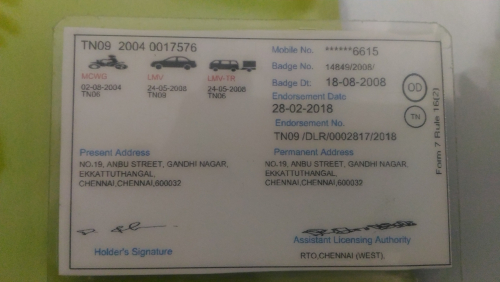 TN09 2004 0017576
Mobile No. ******6615
MCWG LMV LMV-TR
Badge No. 14849/2008/
02-08-2004 24-05-2008 24-05-2008
TN06 TN09 TN06
Badge Dt: 18-08-2008
OD
Endorsement Date
28-02-2018
TN
Endorsement No.
TN09 /DLR/0002817/2018
Form 7 Rule 16(2)
Present Address
NO.19, ANBU STREET, GANDHI NAGAR,
EKKATTUTHANGAL,
CHENNAI,CHENNAI,600032
Permanent Address
NO.19, ANBU STREET, GANDHI NAGAR,
EKKATTUTHANGAL,
CHENNAI,CHENNAI,600032
Holder's Signature
Assistant Licensing Authority
RTO,CHENNAI (WEST).